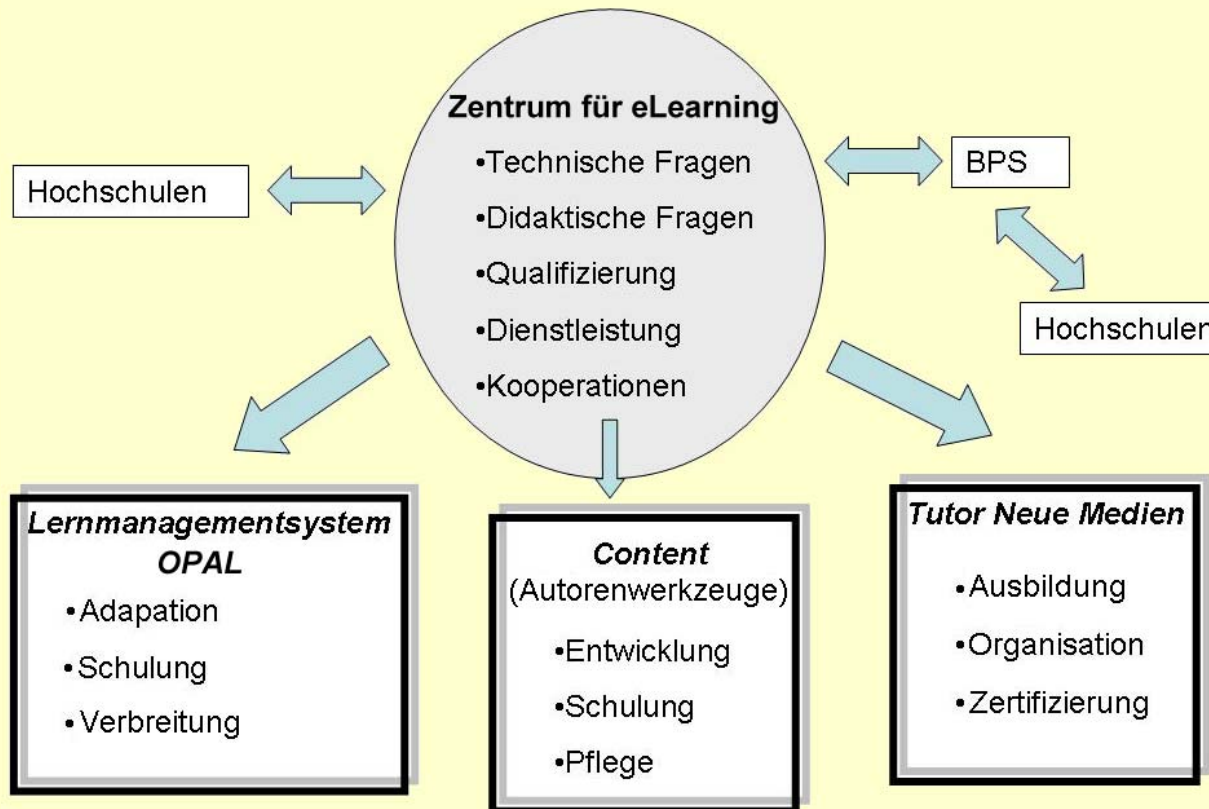 Zentrum für eLearning
•Technische Fragen
•Didaktische Fragen
•Qualifizierung
•Dienstleistung
•Kooperationen
Hochschulen
BPS
Hochschulen
Lernmanagementsystem
OPAL
•Adapation
•Schulung
•Verbreitung
Content
(Autorenwerkzeuge)
•Entwicklung
•Schulung
•Pflege
Tutor Neue Medien
•Ausbildung
•Organisation
•Zertifizierung